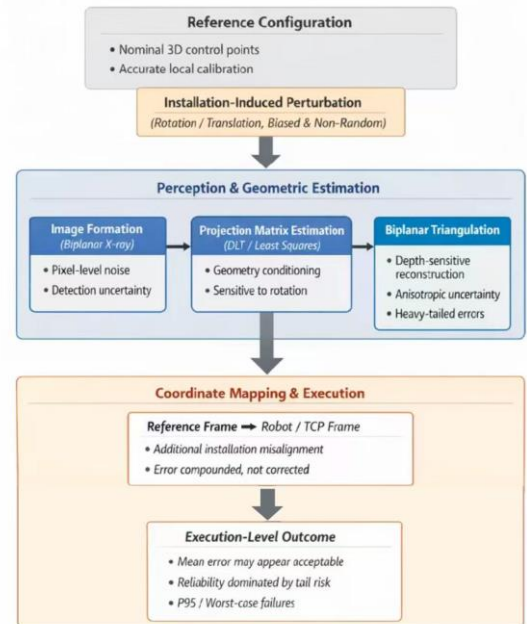 Reference Configuration
• Nominal 3D control points
• Accurate local calibration
Installation-Induced Perturbation
(Rotation / Translation, Biased & Non-Random)
Perception & Geometric Estimation
Image Formation
(Biplanar X-ray)
• Pixel-level noise
• Detection uncertainty
Projection Matrix Estimation
(DLT / Least Squares)
• Geometry conditioning
• Sensitive to rotation
Biplanar Triangulation
• Depth-sensitive
reconstruction
• Anisotropic uncertainty
• Heavy-tailed errors
Coordinate Mapping & Execution
Reference Frame ➡ Robot / TCP Frame
• Additional installation misalignment
• Error compounded, not corrected
Execution-Level Outcome
• Mean error may appear acceptable
• Reliability dominated by tail risk
• P95 / Worst-case failures